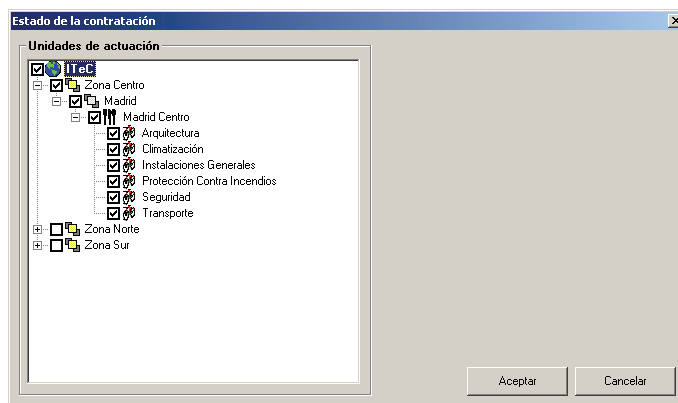 Estado de la contratación
Unidades de actuación
ITeC
Zona Centro
Madrid
Madrid Centro
Arquitectura
Climatización
Instalaciones Generales
Protección Contra Incendios
Seguridad
Transporte
Zona Norte
Zona Sur
Aceptar Cancelar